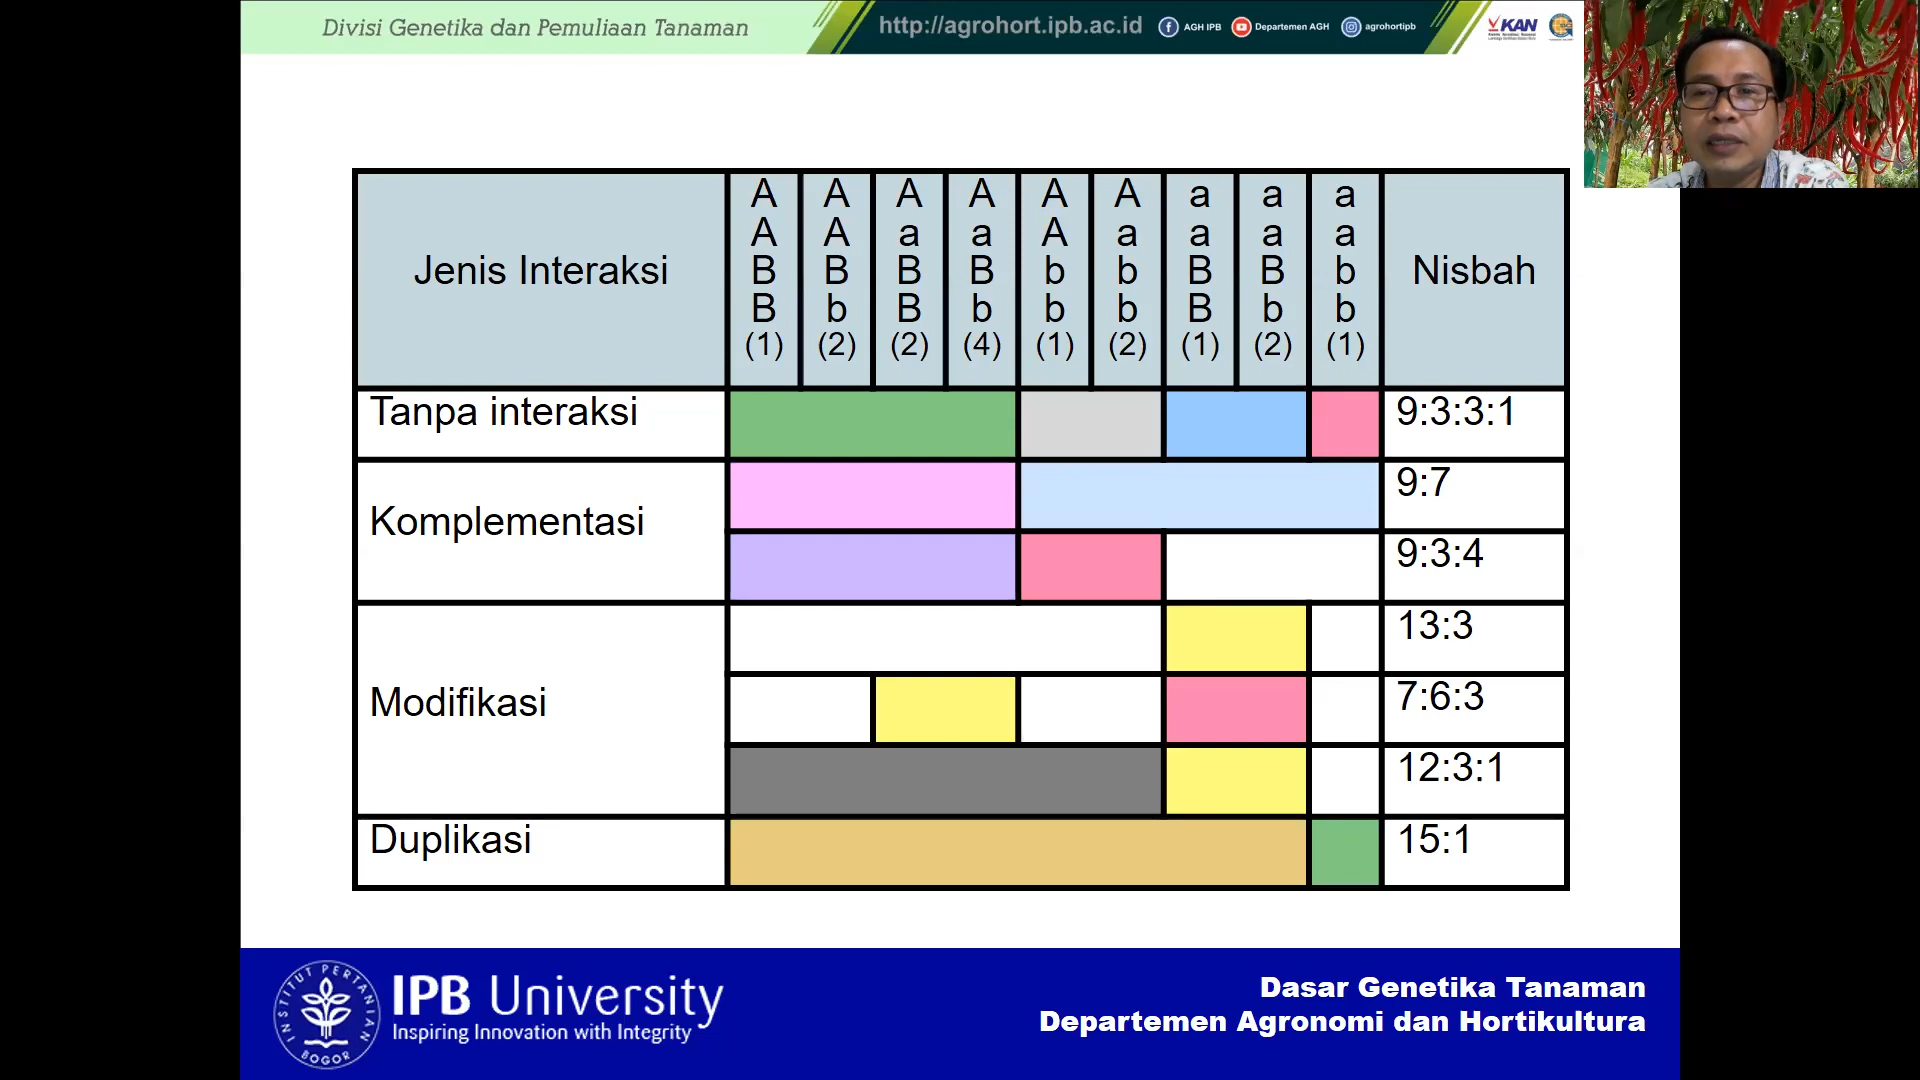 Divisi Genetika dan Pemuliaan Tanaman
http://agrohort.ipb.ac.id
AGH IPB
Departemen AGH
agrohortipb
KAN
Jenis Interaksi
A A B B (1)
A A B b (2)
A a B B (2)
A a B b (4)
A A b b (1)
A a b b (2)
a a B B (1)
a a B b (2)
a a b b (1)
Nisbah
Tanpa interaksi
9:3:3:1
Komplementasi
9:7
9:3:4
Modifikasi
13:3
7:6:3
12:3:1
Duplikasi
15:1
INSTITUT PERTANIAN BOGOR
IPB University
Inspiring Innovation with Integrity
Dasar Genetika Tanaman
Departemen Agronomi dan Hortikultura